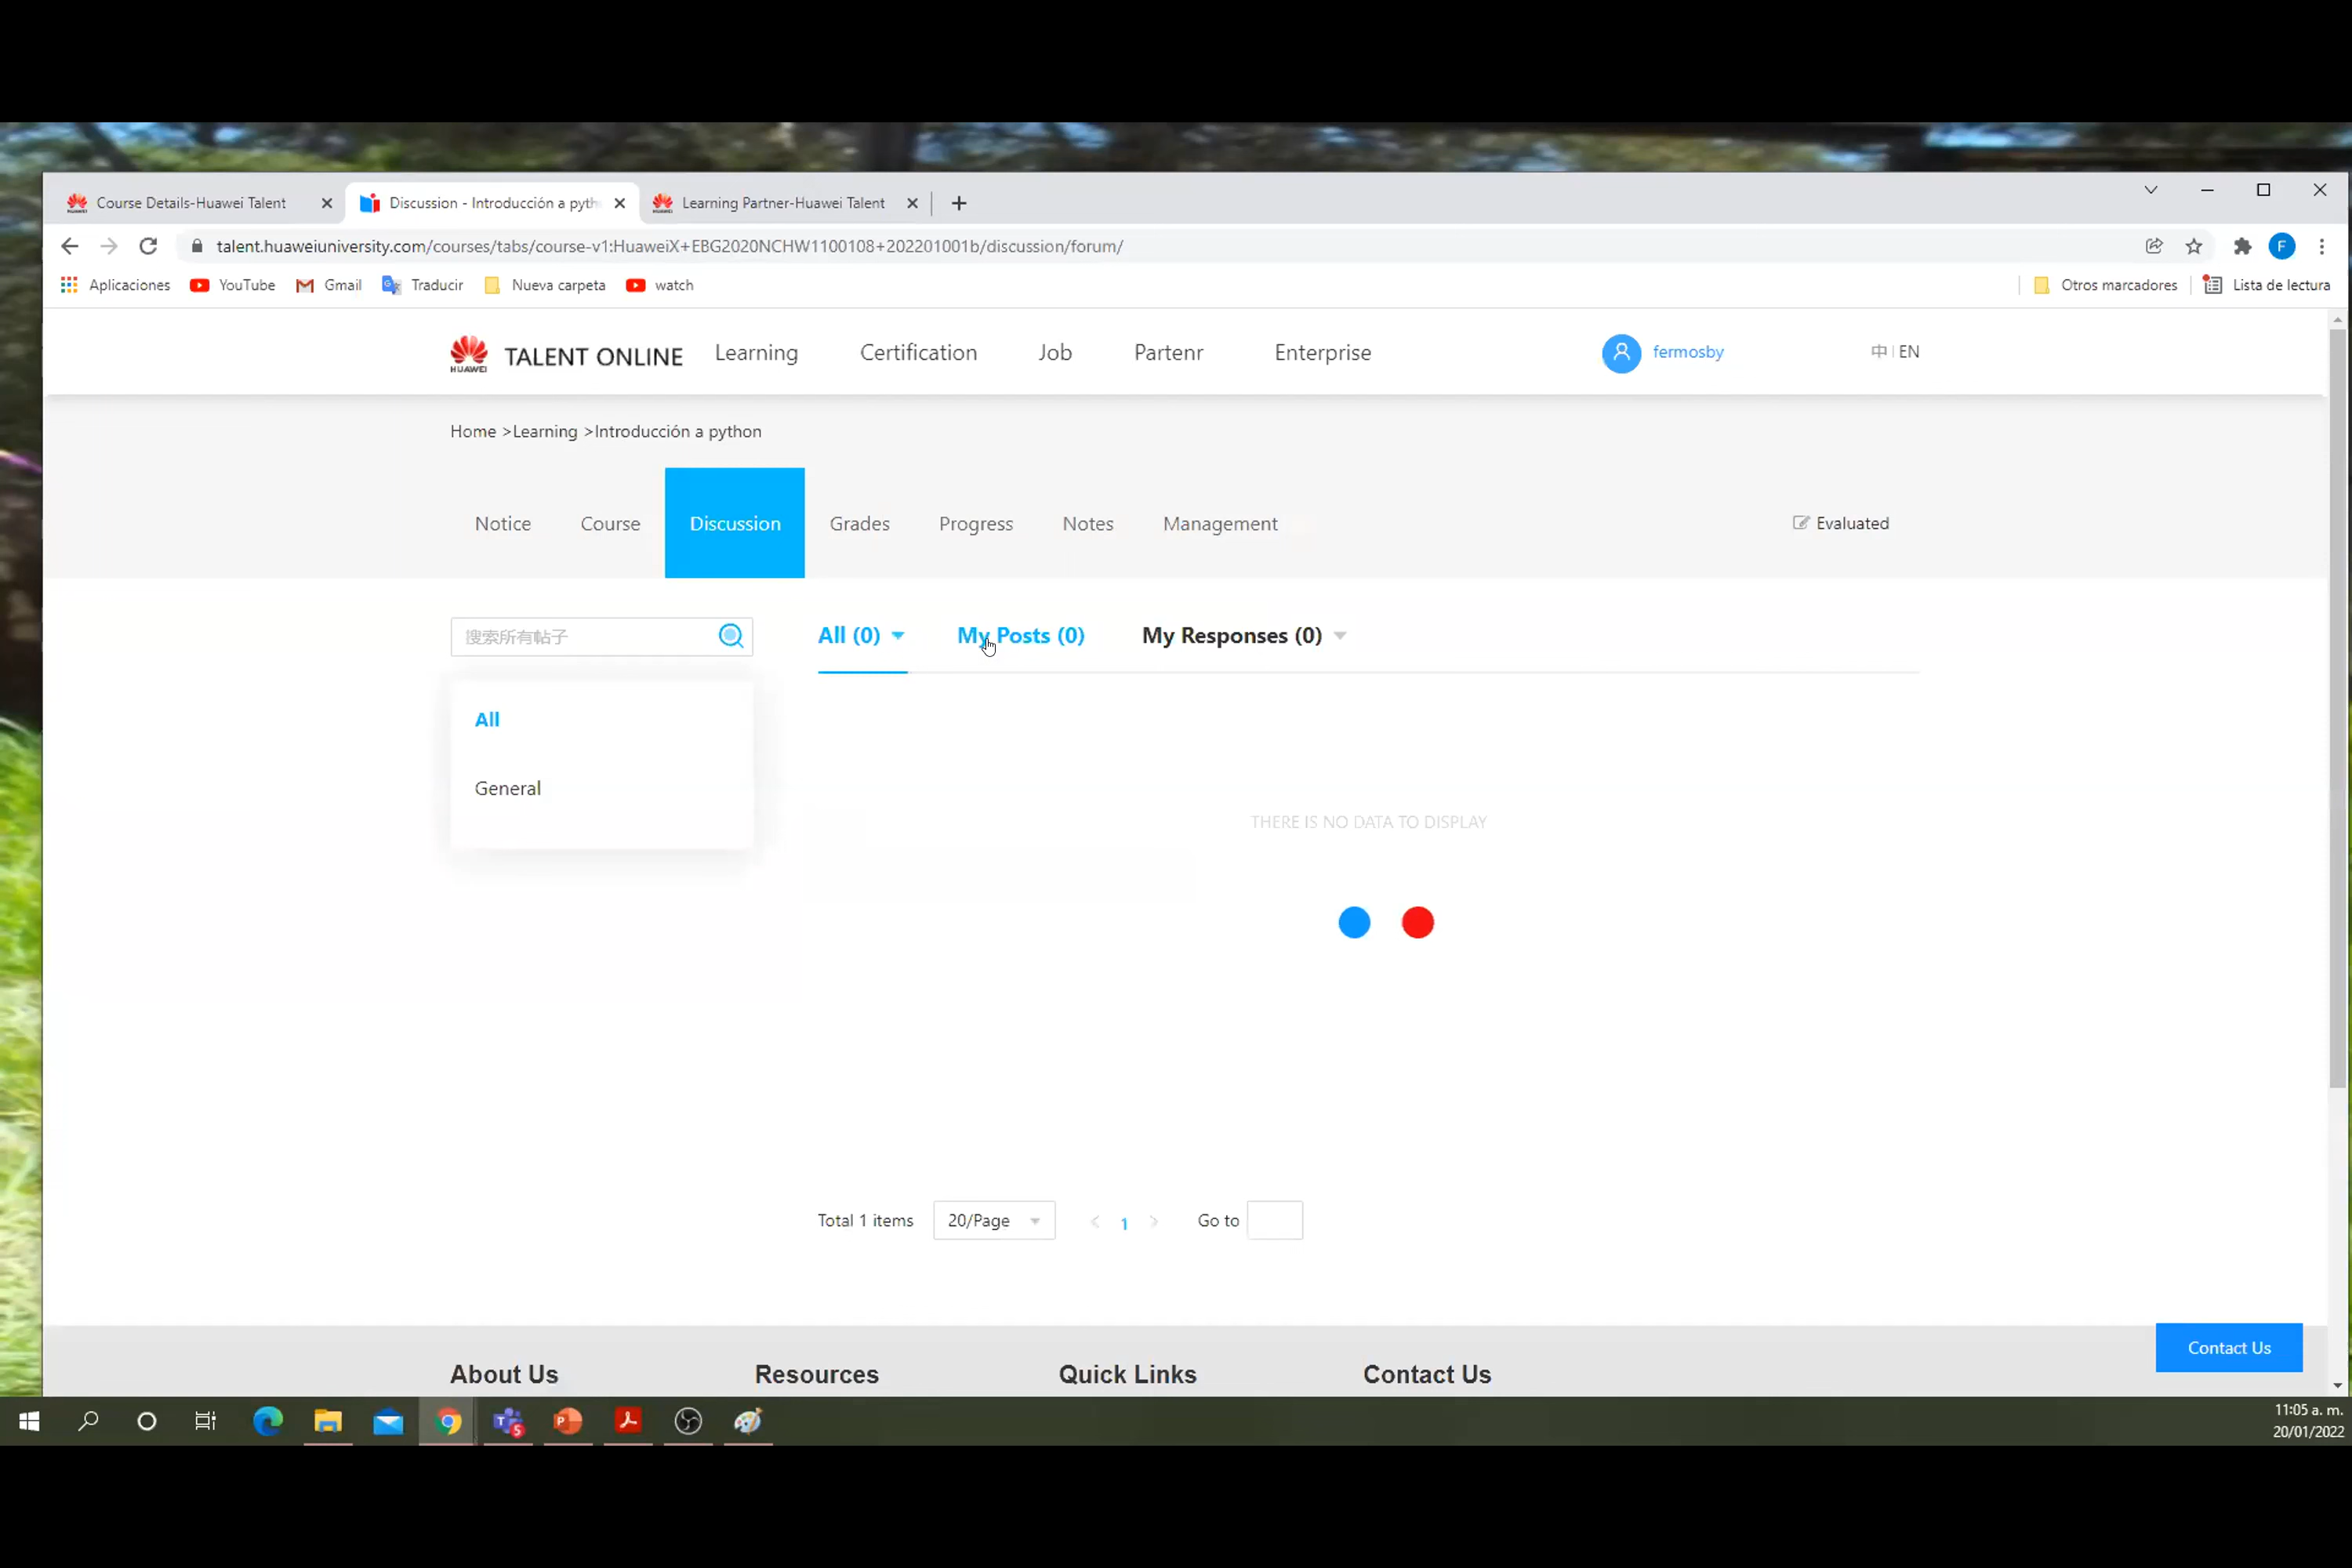 Course Details-Huawei Talent
Discussion - Introducción a pyth
Learning Partner-Huawei Talent
talent.huaweiuniversity.com/courses/tabs/course-v1:HuaweiX+EBG2020NCHW1100108+202201001b/discussion/forum/
F
Aplicaciones YouTube Gmail Traducir Nueva carpeta watch Otros marcadores Lista de lectura
HUAWEI TALENT ONLINE Learning Certification Job Partenr Enterprise fermosby 中 | EN
Home >Learning >Introducción a python
Notice Course Discussion Grades Progress Notes Management Evaluated
搜索所有帖子 All (0) My Posts (0) My Responses (0)
All
General
THERE IS NO DATA TO DISPLAY
Total 1 items 20/Page < 1 > Go to
Contact Us
About Us Resources Quick Links Contact Us
11:05 a. m.
20/01/2022